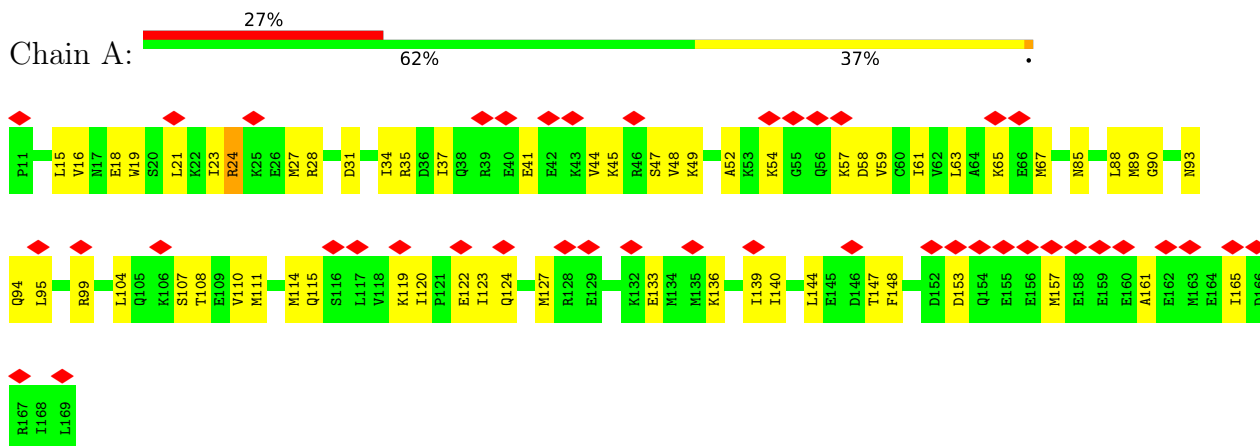 27%
Chain A:
62% 37% •
P11 L15 V16 N17 E18 W19 S20 L21 K22 I23 R24 K25 E26 M27 R28 D31 I34 R35 D36 I37 Q38 R39 E40 E41 E42 K43 V44 K45 R46 S47 V48 K49 A52 K53 K54 G55 Q56 K57 D58 V59 C60 I61 V62 L63 A64 K65 E66 M67 N85 L88 M89 G90 N93
Q94 L95 R99 L104 Q105 K106 S107 T108 E109 V110 M111 M114 Q115 S116 L117 V118 K119 I120 P121 E122 I123 Q124 M127 R128 E129 K132 E133 M134 M135 K136 I139 I140 L144 E145 D146 T147 F148 D152 D153 Q154 E155 E156 M157 E158 E159 E160 A161 E162 M163 E164 I165 D166
R167 I168 L169